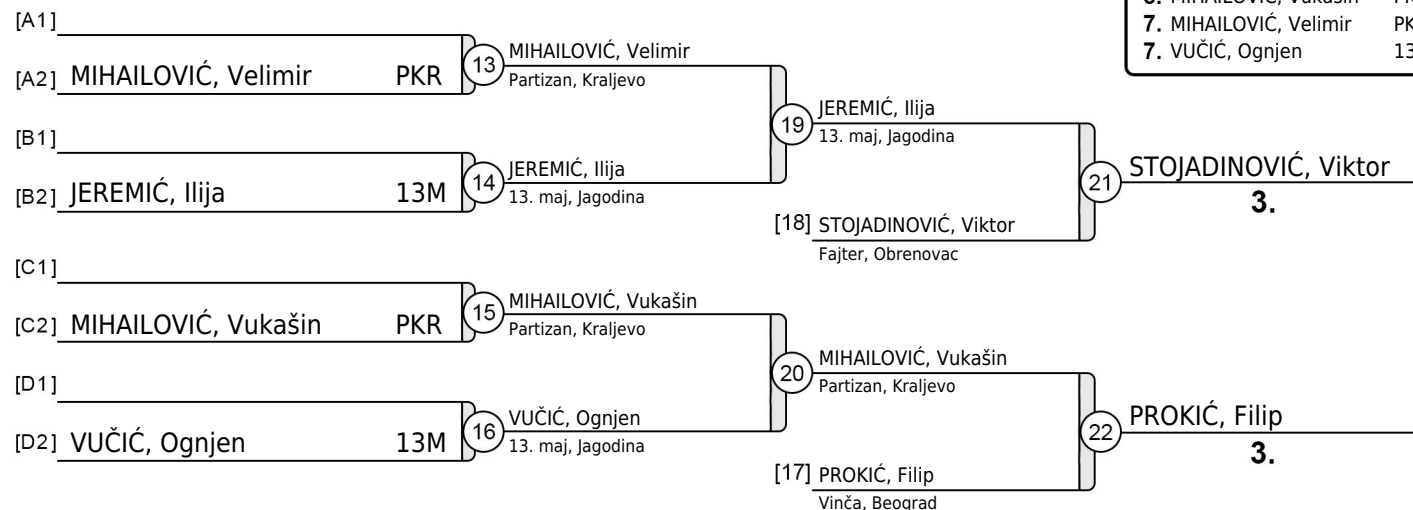 7. MIHAILOVIĆ, Velimir
7. VUČIĆ, Ognjen
[A1]
[A2] MIHAILOVIĆ, Velimir PKR
13
MIHAILOVIĆ, Velimir
Partizan, Kraljevo
[B1]
[B2] JEREMIĆ, Ilija 13M
14
JEREMIĆ, Ilija
13. maj, Jagodina
19
JEREMIĆ, Ilija
13. maj, Jagodina
[18] STOJADINOVIĆ, Viktor
Fajter, Obrenovac
21
STOJADINOVIĆ, Viktor
3.
[C1]
[C2] MIHAILOVIĆ, Vukašin PKR
15
MIHAILOVIĆ, Vukašin
Partizan, Kraljevo
[D1]
[D2] VUČIĆ, Ognjen 13M
16
VUČIĆ, Ognjen
13. maj, Jagodina
20
MIHAILOVIĆ, Vukašin
Partizan, Kraljevo
[17] PROKIĆ, Filip
Vinča, Beograd
22
PROKIĆ, Filip
3.